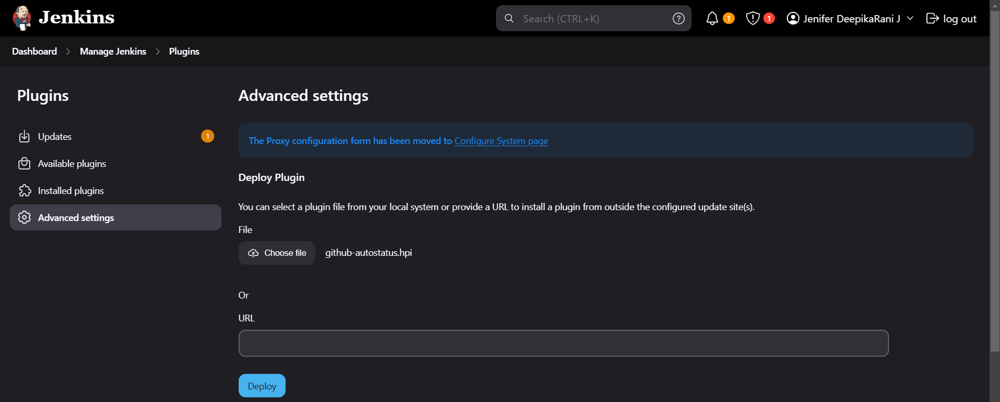 Jenkins
Search (CTRL+K)
?
1
1
Jenifer DeepikaRani J
log out
Dashboard > Manage Jenkins > Plugins
Plugins
Updates
1
Available plugins
Installed plugins
Advanced settings
Advanced settings
The Proxy configuration form has been moved to Configure System page
Deploy Plugin
You can select a plugin file from your local system or provide a URL to install a plugin from outside the configured update site(s).
File
Choose file
github-autostatus.hpi
Or
URL
Deploy